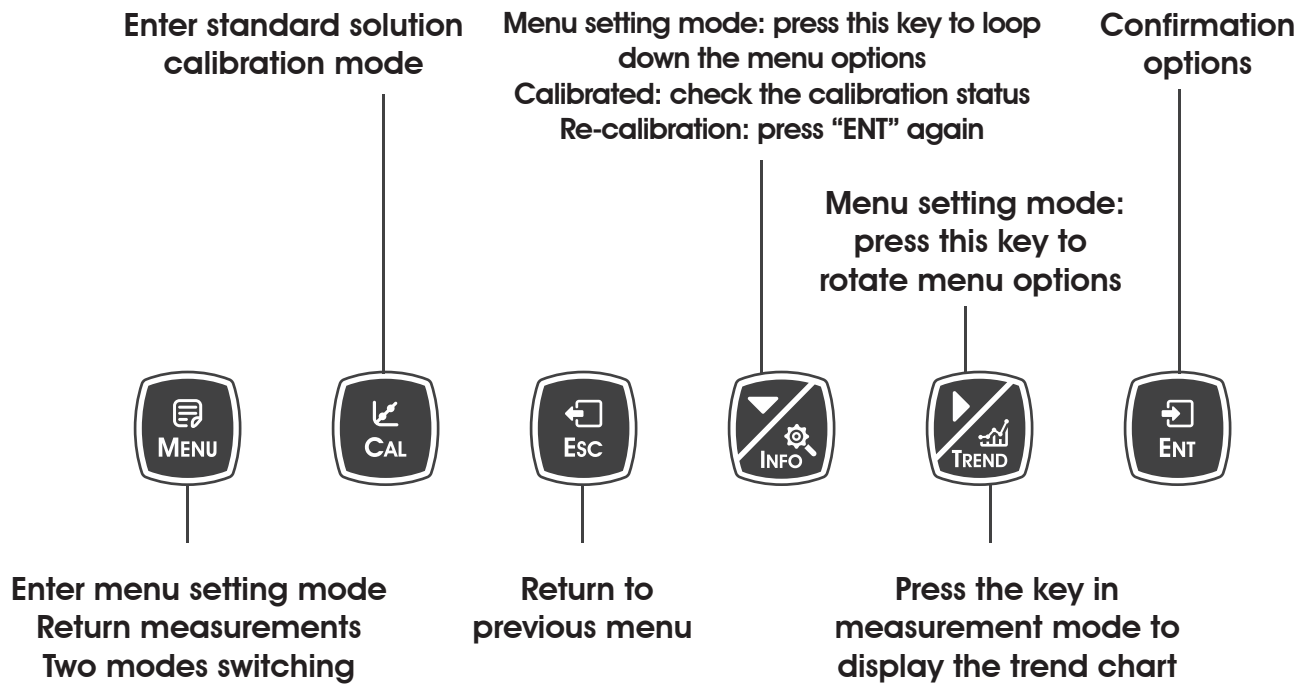 Enter standard solution
calibration mode
Menu setting mode: press this key to loop
down the menu options
Calibrated: check the calibration status
Re-calibration: press “ENT” again
Confirmation
options
Menu setting mode:
press this key to
rotate menu options
MENU
CAL
ESC
INFO
TREND
ENT
Enter menu setting mode
Return measurements
Two modes switching
Return to
previous menu
Press the key in
measurement mode to
display the trend chart